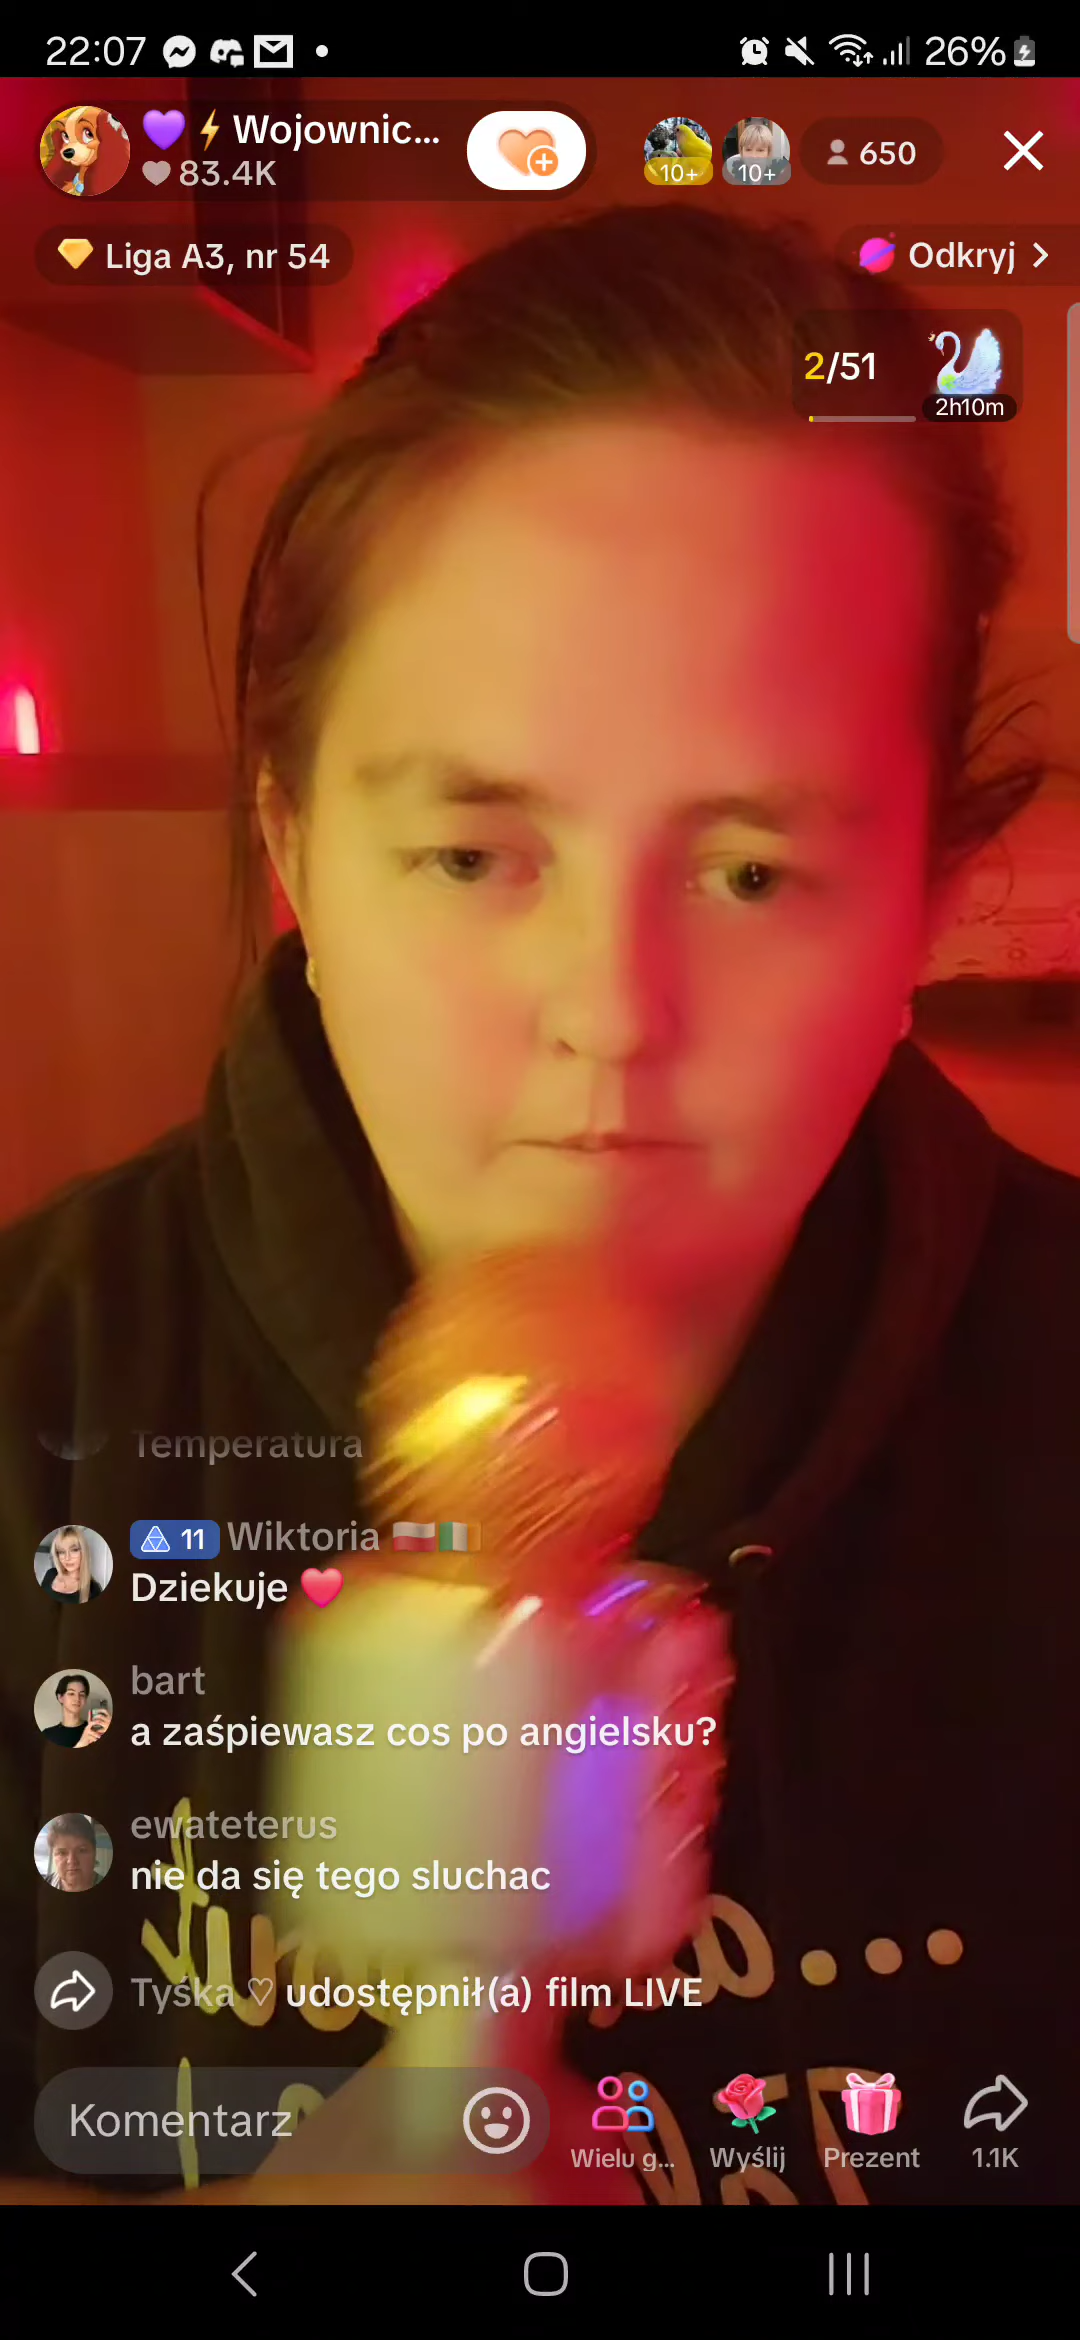 22:07
26%
💜⚡Wojownic...
83.4K
10+
10+
650
Liga A3, nr 54
Odkryj >
2/51
2h10m
Temperatura
11 Wiktoria 🇵🇱🇮🇪
Dziekuje ❤️
bart
a zaśpiewasz cos po angielsku?
ewateterus
nie da się tego sluchac
Tyśka ♡ udostępnił(a) film LIVE
Komentarz
Wielu g...
Wyślij
Prezent
1.1K